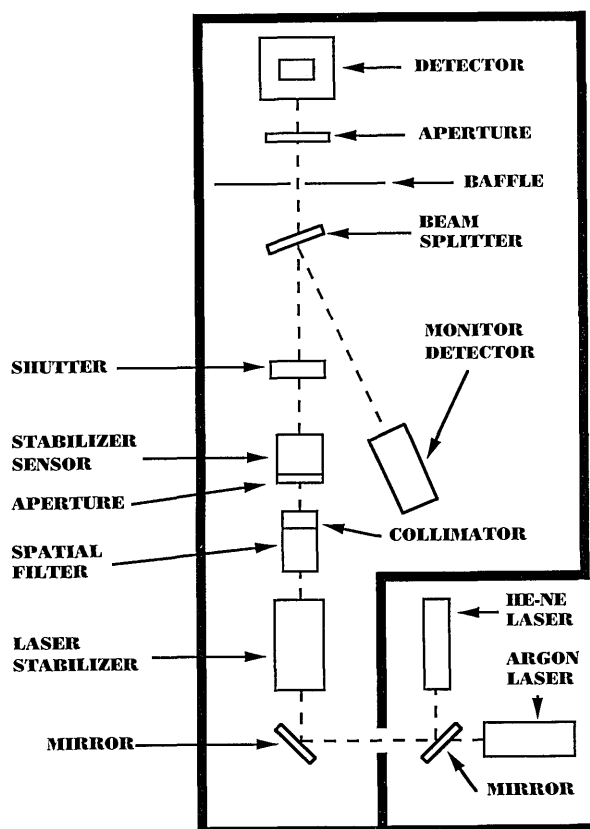 DETECTOR
APERTURE
BAFFLE
BEAM
SPLITTER
MONITOR
DETECTOR
SHUTTER
STABILIZER
SENSOR
APERTURE
COLLIMATOR
SPATIAL
FILTER
HE-NE
LASER
LASER
STABILIZER
ARGON
LASER
MIRROR
MIRROR